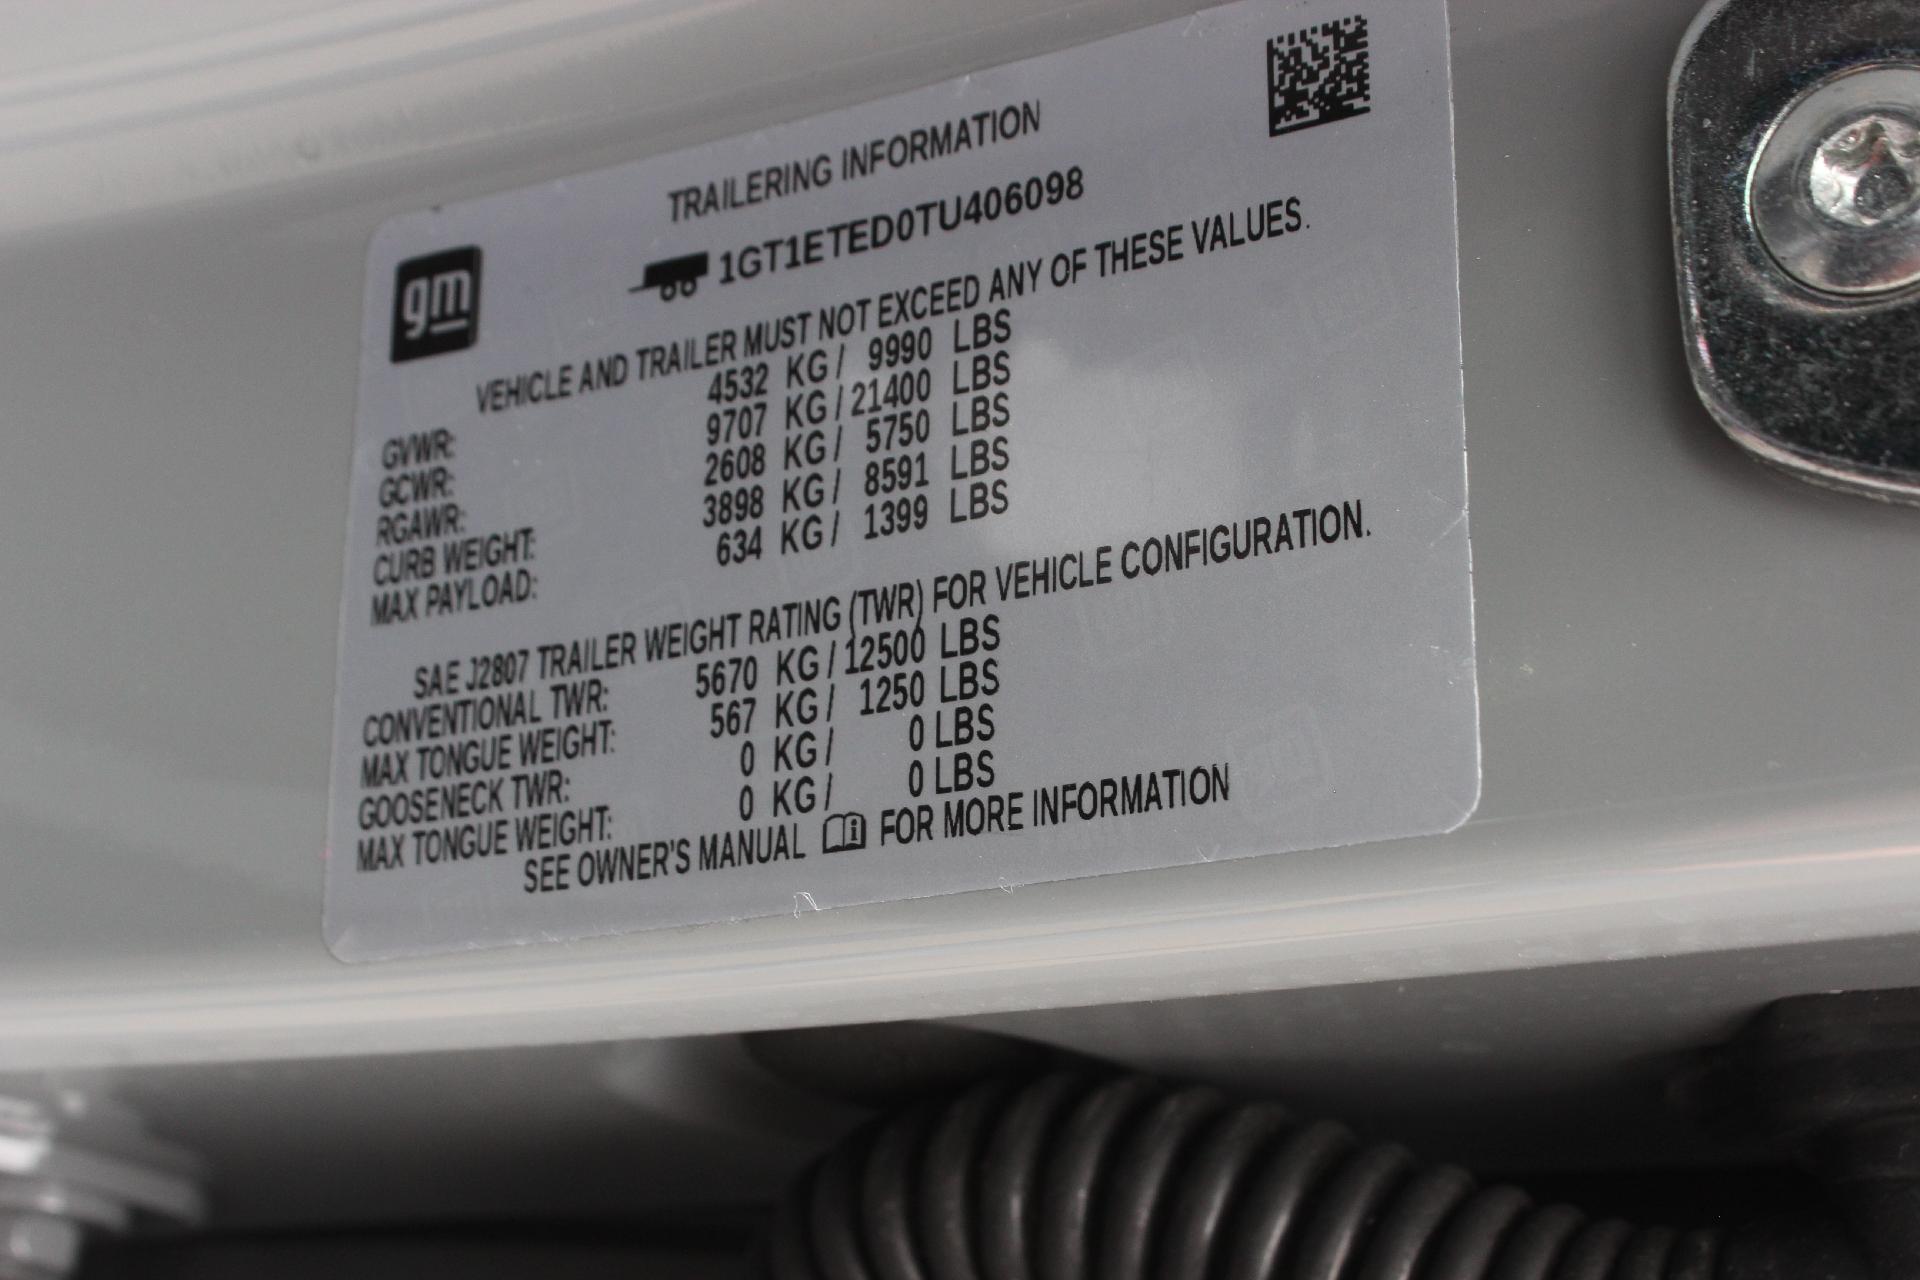 TRAILERING INFORMATION
gm
1GT1ETED0TU406098
VEHICLE AND TRAILER MUST NOT EXCEED ANY OF THESE VALUES.
GVWR: 4532 KG / 9990 LBS
GCWR: 9707 KG / 21400 LBS
RGAWR: 2608 KG / 5750 LBS
CURB WEIGHT: 3898 KG / 8591 LBS
MAX PAYLOAD: 634 KG / 1399 LBS
SAE J2807 TRAILER WEIGHT RATING (TWR) FOR VEHICLE CONFIGURATION.
CONVENTIONAL TWR: 5670 KG / 12500 LBS
MAX TONGUE WEIGHT: 567 KG / 1250 LBS
GOOSENECK TWR: 0 KG / 0 LBS
MAX TONGUE WEIGHT: 0 KG / 0 LBS
SEE OWNER'S MANUAL FOR MORE INFORMATION